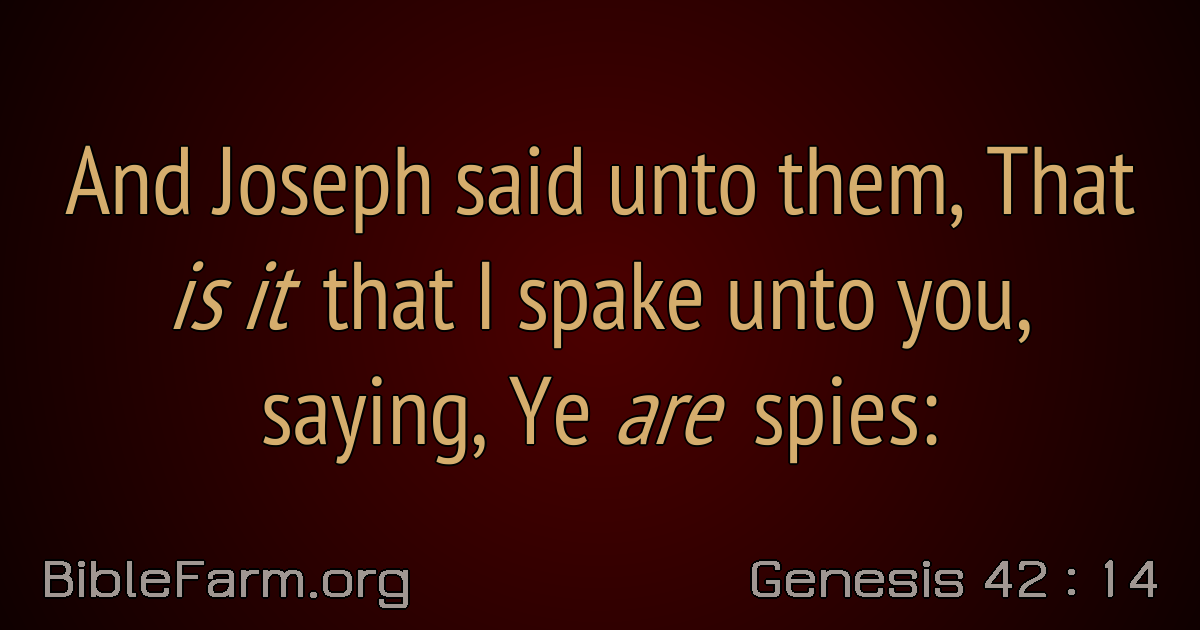 And Joseph said unto them, That
is it that I spake unto you,
saying, Ye are spies:
BibleFarm.org
Genesis 42 : 14